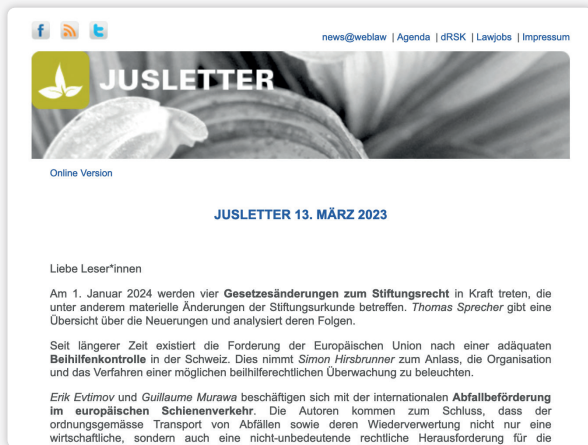 news@weblaw | Agenda | dRSK | Lawjobs | Impressum
JUSLETTER
Online Version
JUSLETTER 13. MÄRZ 2023
Liebe Leser*innen
Am 1. Januar 2024 werden vier Gesetzesänderungen zum Stiftungsrecht in Kraft treten, die
unter anderem materielle Änderungen der Stiftungsurkunde betreffen. Thomas Sprecher gibt eine
Übersicht über die Neuerungen und analysiert deren Folgen.
Seit längerer Zeit existiert die Forderung der Europäischen Union nach einer adäquaten
Beihilfenkontrolle in der Schweiz. Dies nimmt Simon Hirsbrunner zum Anlass, die Organisation
und das Verfahren einer möglichen beilhilferechtlichen Überwachung zu beleuchten.
Erik Evtimov und Guillaume Murawa beschäftigen sich mit der internationalen Abfallbeförderung
im europäischen Schienenverkehr. Die Autoren kommen zum Schluss, dass der
ordnungsgemässe Transport von Abfällen sowie deren Wiederverwertung nicht nur eine
wirtschaftliche, sondern auch eine nicht-unbedeutende rechtliche Herausforderung für die